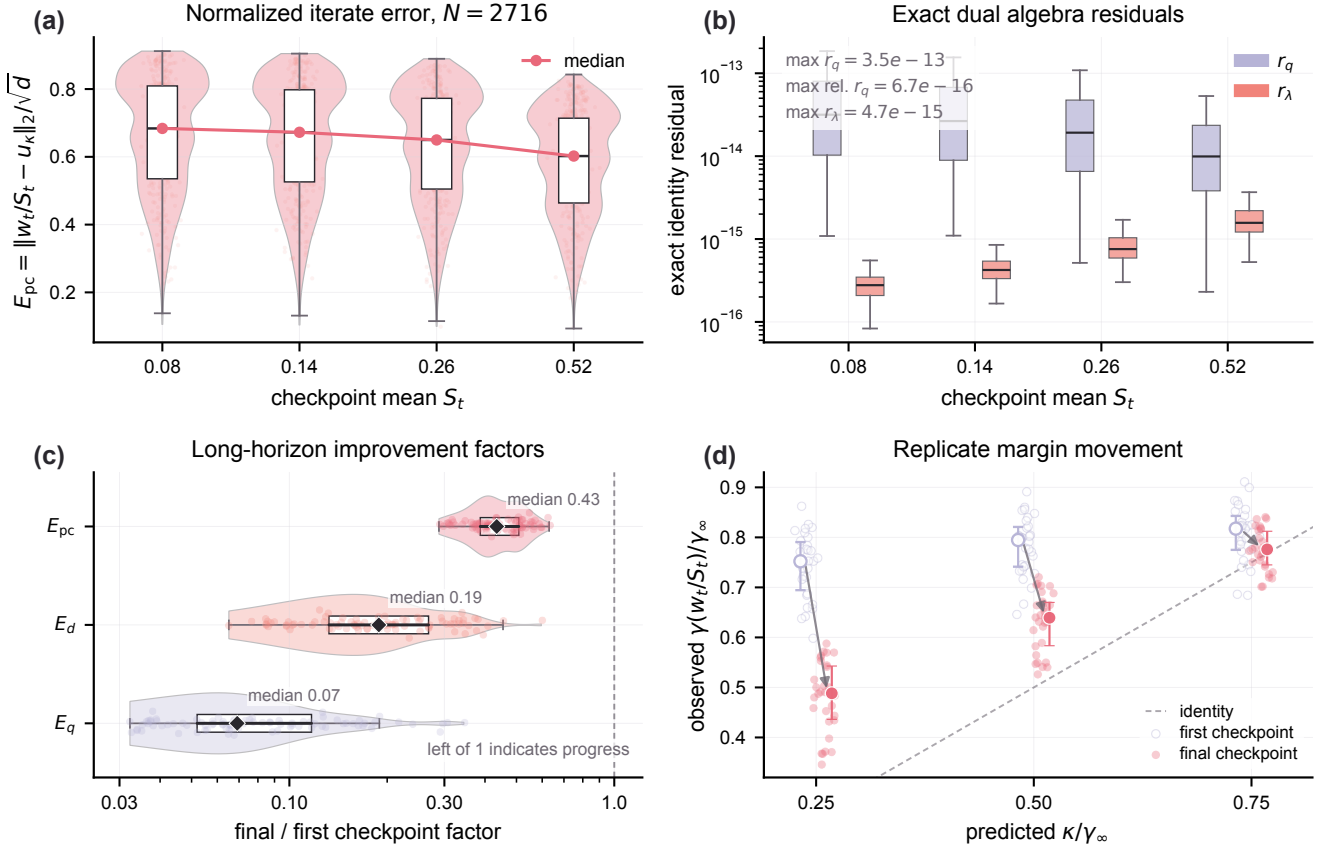 (a)
Normalized iterate error, N = 2716
E_pc = ‖w_t/S_t − u_κ‖₂/√d
0.8
0.6
0.4
0.2
median
0.08
0.14
0.26
0.52
checkpoint mean S_t
(b)
Exact dual algebra residuals
exact identity residual
10⁻¹³
10⁻¹⁴
10⁻¹⁵
10⁻¹⁶
max r_q = 3.5e − 13
max rel. r_q = 6.7e − 16
max r_λ = 4.7e − 15
r_q
r_λ
0.08
0.14
0.26
0.52
checkpoint mean S_t
(c)
Long-horizon improvement factors
E_pc
E_d
E_q
median 0.43
median 0.19
median 0.07
left of 1 indicates progress
0.03
0.10
0.30
1.0
final / first checkpoint factor
(d)
Replicate margin movement
observed γ(w_t/S_t)/γ_∞
0.9
0.8
0.7
0.6
0.5
0.4
identity
first checkpoint
final checkpoint
0.25
0.50
0.75
predicted κ/γ_∞